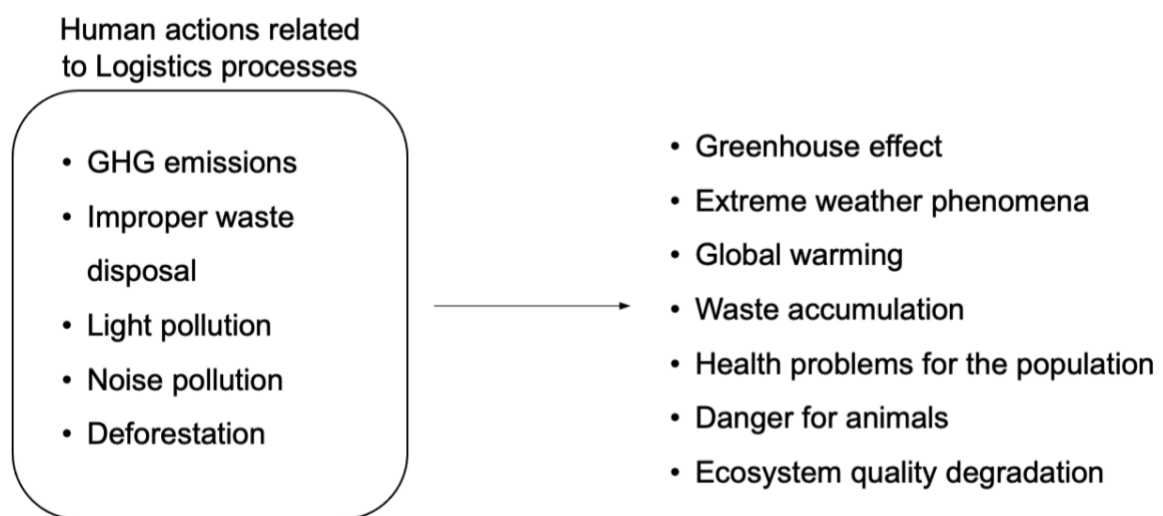 Human actions related
to Logistics processes
• GHG emissions
• Improper waste
disposal
• Light pollution
• Noise pollution
• Deforestation
• Greenhouse effect
• Extreme weather phenomena
• Global warming
• Waste accumulation
• Health problems for the population
• Danger for animals
• Ecosystem quality degradation